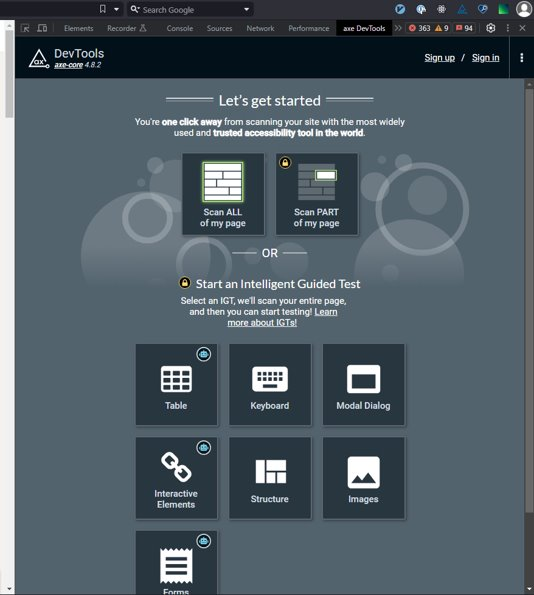 Search Google
Elements Recorder Console Sources Network Performance axe DevTools 363 9 94
ax DevTools
axe-core 4.8.2
Sign up / Sign in
Let's get started
You're one click away from scanning your site with the most widely
used and trusted accessibility tool in the world.
Scan ALL
of my page
Scan PART
of my page
OR
Start an Intelligent Guided Test
Select an IGT, we'll scan your entire page,
and then you can start testing! Learn
more about IGTs!
Table
Keyboard
Modal Dialog
Interactive
Elements
Structure
Images
Forms